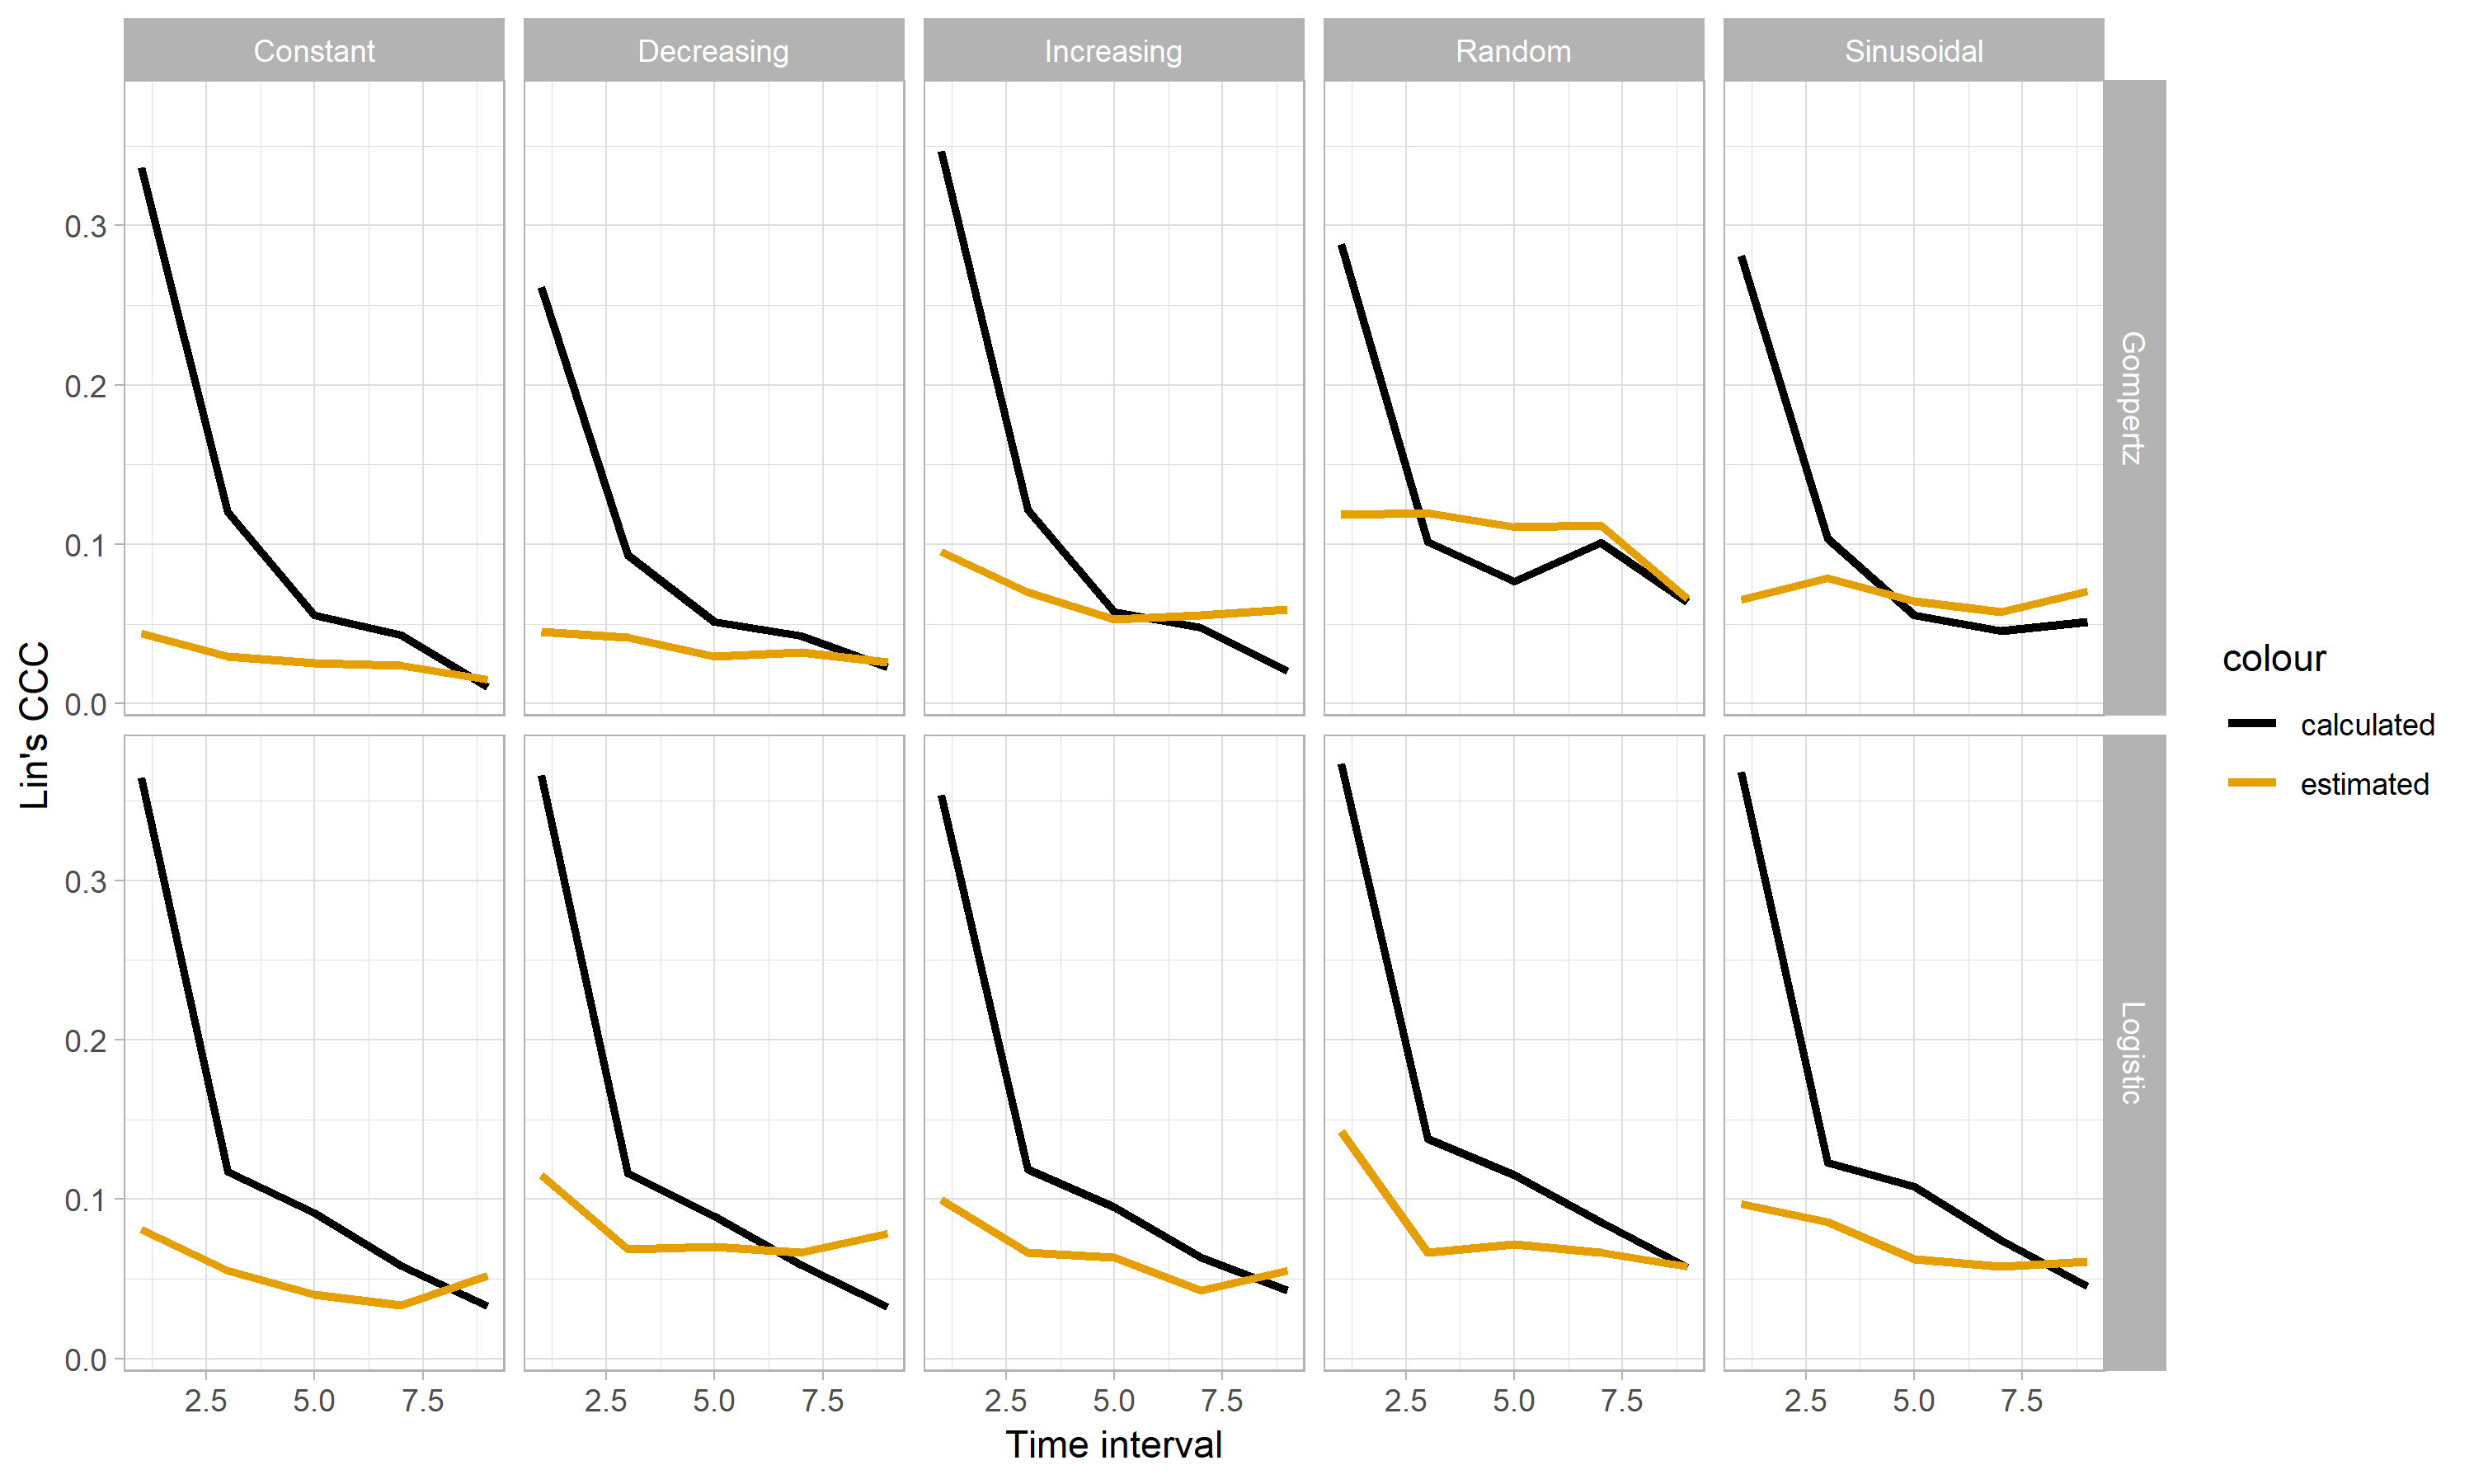 Constant Decreasing Increasing Random Sinusoidal
Gompertz
Logistic
Lin's CCC
0.3
0.2
0.1
0.0
0.3
0.2
0.1
0.0
2.5 5.0 7.5 2.5 5.0 7.5 2.5 5.0 7.5 2.5 5.0 7.5 2.5 5.0 7.5
Time interval
colour
calculated
estimated